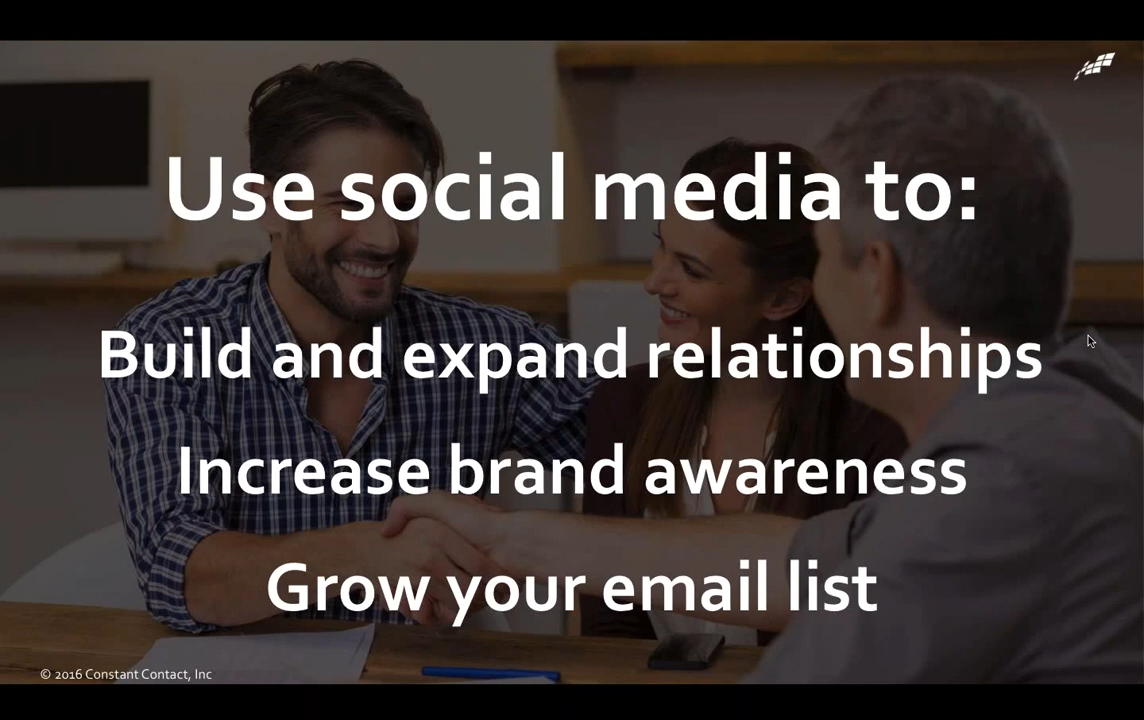 Use social media to:
Build and expand relationships
Increase brand awareness
Grow your email list
© 2016 Constant Contact, Inc